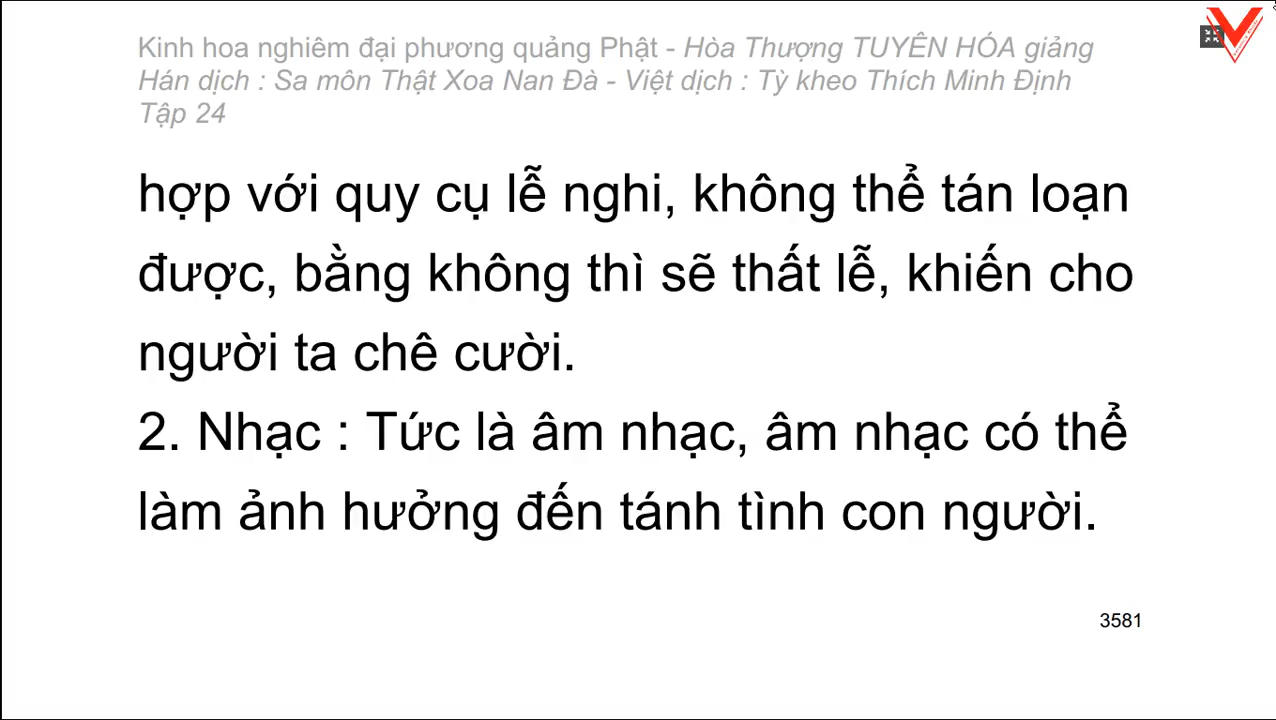 Kinh hoa nghiêm đại phương quảng Phật - Hòa Thượng TUYÊN HÓA giảng
Hán dịch : Sa môn Thật Xoa Nan Đà - Việt dịch : Tỳ kheo Thích Minh Định
Tập 24
hợp với quy cụ lễ nghi, không thể tán loạn
được, bằng không thì sẽ thất lễ, khiến cho
người ta chê cười.
2. Nhạc : Tức là âm nhạc, âm nhạc có thể
làm ảnh hưởng đến tánh tình con người.
3581